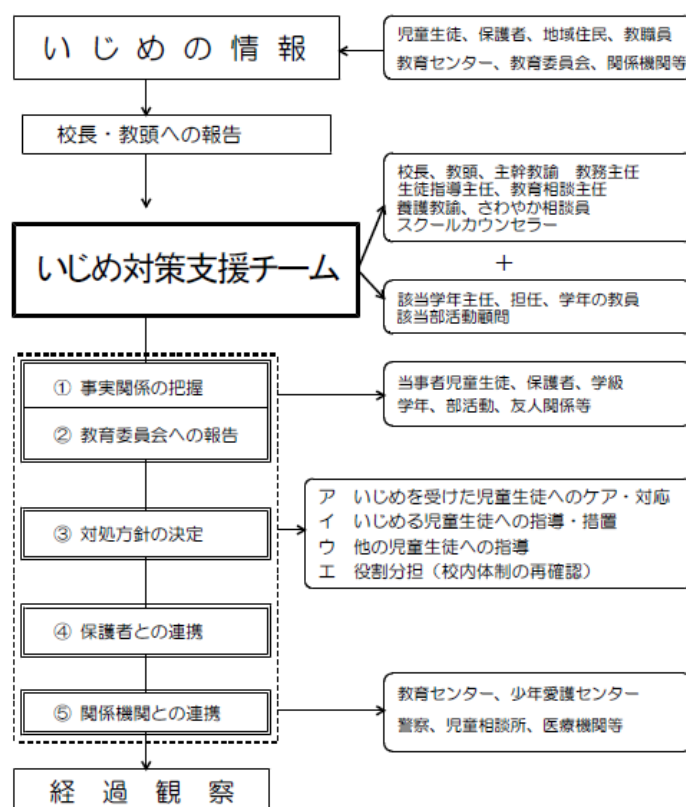 いじめの情報
児童生徒、保護者、地域住民、教職員
教育センター、教育委員会、関係機関等
校長・教頭への報告
校長、教頭、主幹教諭　教務主任
生徒指導主任、教育相談主任
養護教諭、さわやか相談員
スクールカウンセラー
いじめ対策支援チーム
＋
該当学年主任、担任、学年の教員
該当部活動顧問
① 事実関係の把握
当事者児童生徒、保護者、学級
学年、部活動、友人関係等
② 教育委員会への報告
ア　いじめを受けた児童生徒へのケア・対応
イ　いじめる児童生徒への指導・措置
ウ　他の児童生徒への指導
エ　役割分担（校内体制の再確認）
③ 対処方針の決定
④ 保護者との連携
⑤ 関係機関との連携
教育センター、少年愛護センター
警察、児童相談所、医療機関等
経過観察